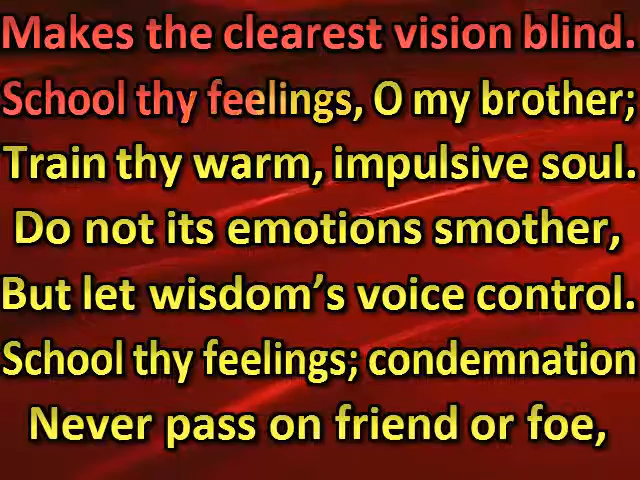 Makes the clearest vision blind.
School thy feelings, O my brother;
Train thy warm, impulsive soul.
Do not its emotions smother,
But let wisdom’s voice control.
School thy feelings; condemnation
Never pass on friend or foe,